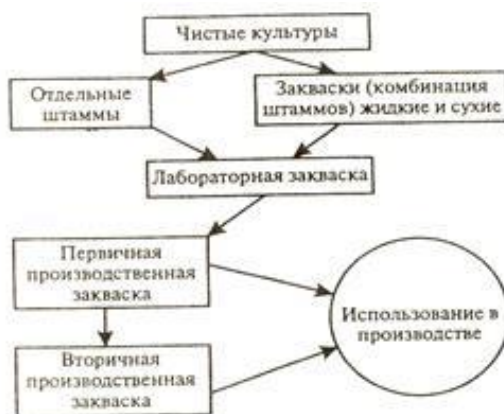 Чистые культуры
Отдельные
штаммы
Закваски (комбинация
штаммов) жидкие и сухие
Лабораторная закваска
Первичная
производственная
закваска
Использование в
производстве
Вторичная
производственная
закваска